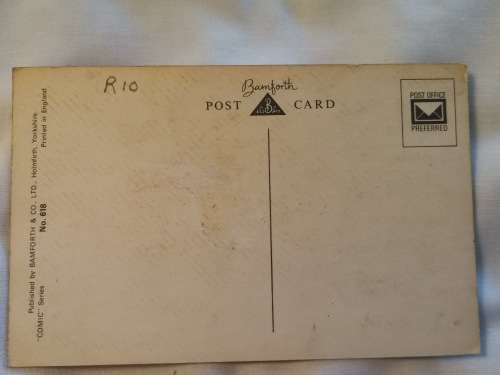 R10
Bamforth
POST B CARD
POST OFFICE
PREFERRED
Published by BAMFORTH & CO. LTD., Holmfirth, Yorkshire
"COMIC" Series No. 618 Printed in England